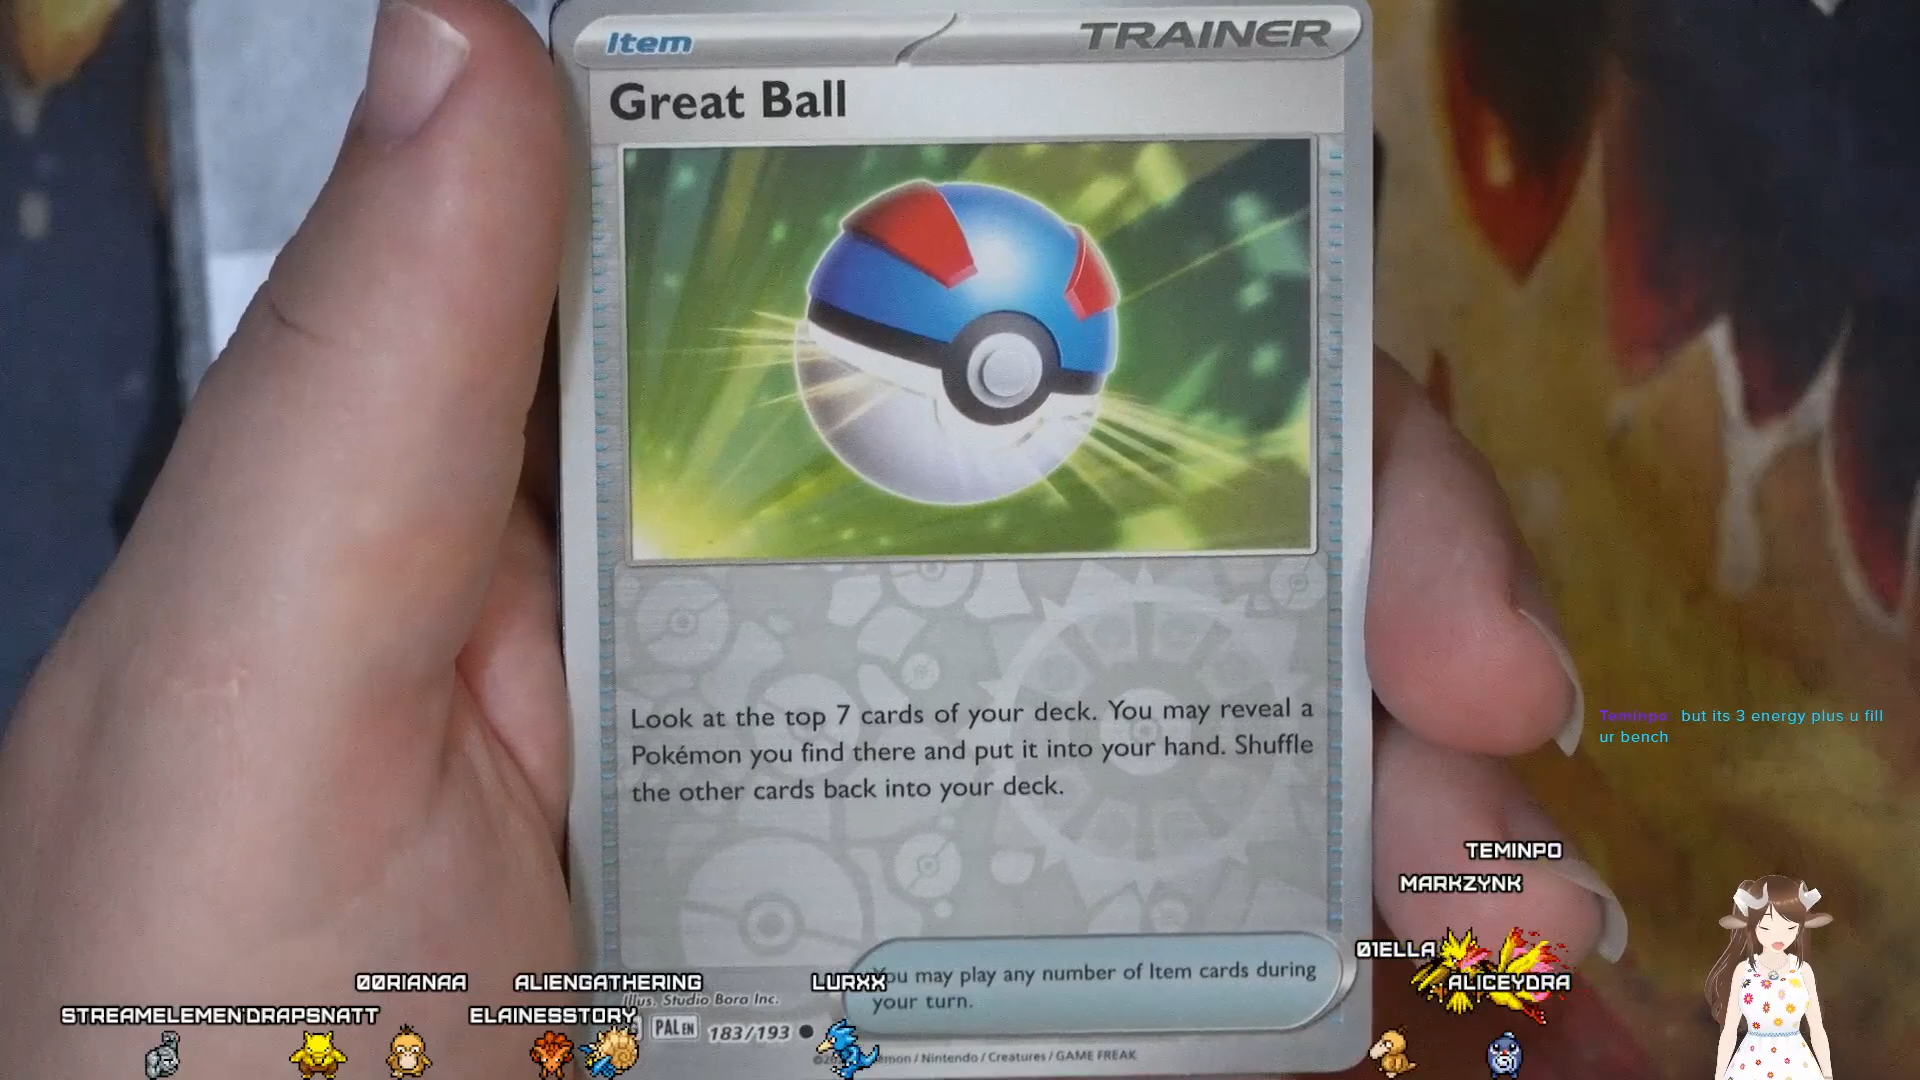 Item
TRAINER
Great Ball
Look at the top 7 cards of your deck. You may reveal a
Pokémon you find there and put it into your hand. Shuffle
the other cards back into your deck.
You may play any number of Item cards during
your turn.
Illus. Studio Bora Inc.
PAL EN 183/193
Nintendo / Creatures / GAME FREAK
Teminpo but its 3 energy plus u fill
ur bench
TEMINPO
MARKZYNK
01ELLA
ALICEYDRA
00RIANAA
ALIENGATHERING
LURXX
STREAMELEMEN
DRAPSNATT
ELAINESSTORY